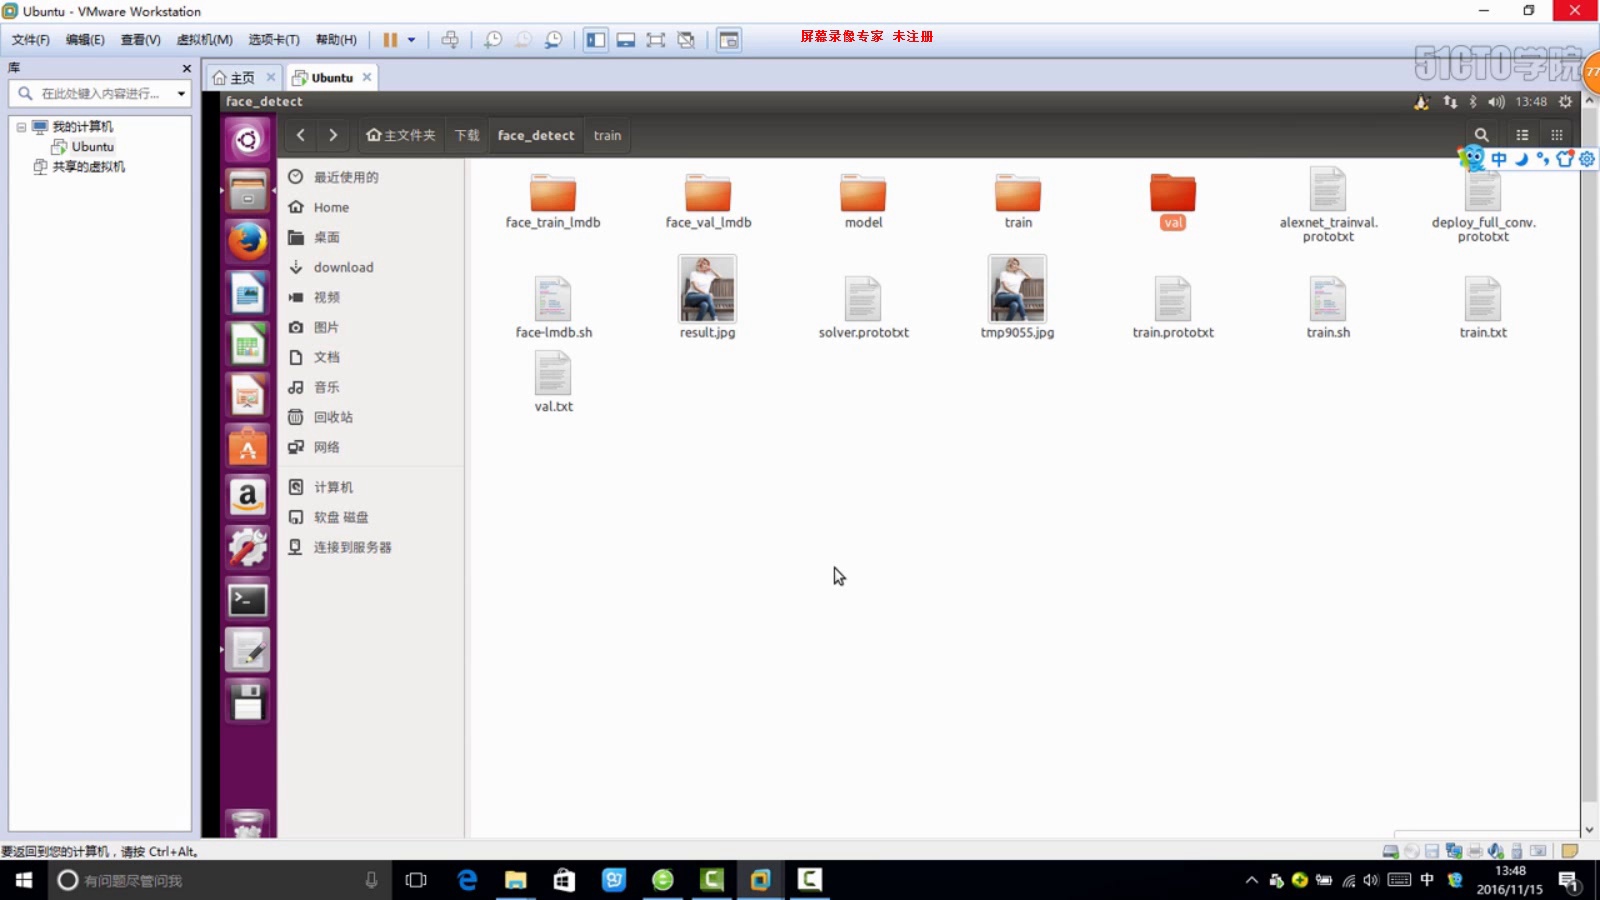 Ubuntu - VMware Workstation
文件(F) 编辑(E) 查看(V) 虚拟机(M) 选项卡(T) 帮助(H)
屏幕录像专家 未注册
51CTO学院
77
库
主页
Ubuntu
在此处键入内容进行...
face_detect
13:48
我的计算机
Ubuntu
共享的虚拟机
主文件夹 下载 face_detect train
中
最近使用的
Home
桌面
download
视频
图片
文档
音乐
回收站
网络
计算机
软盘 磁盘
连接到服务器
face_train_lmdb face_val_lmdb model train val alexnet_trainval. deploy_full_conv.
prototxt prototxt
face-lmdb.sh result.jpg solver.prototxt tmp9055.jpg train.prototxt train.sh train.txt
val.txt
要返回到您的计算机，请按 Ctrl+Alt。
有问题尽管问我
中
13:48
2016/11/15
1